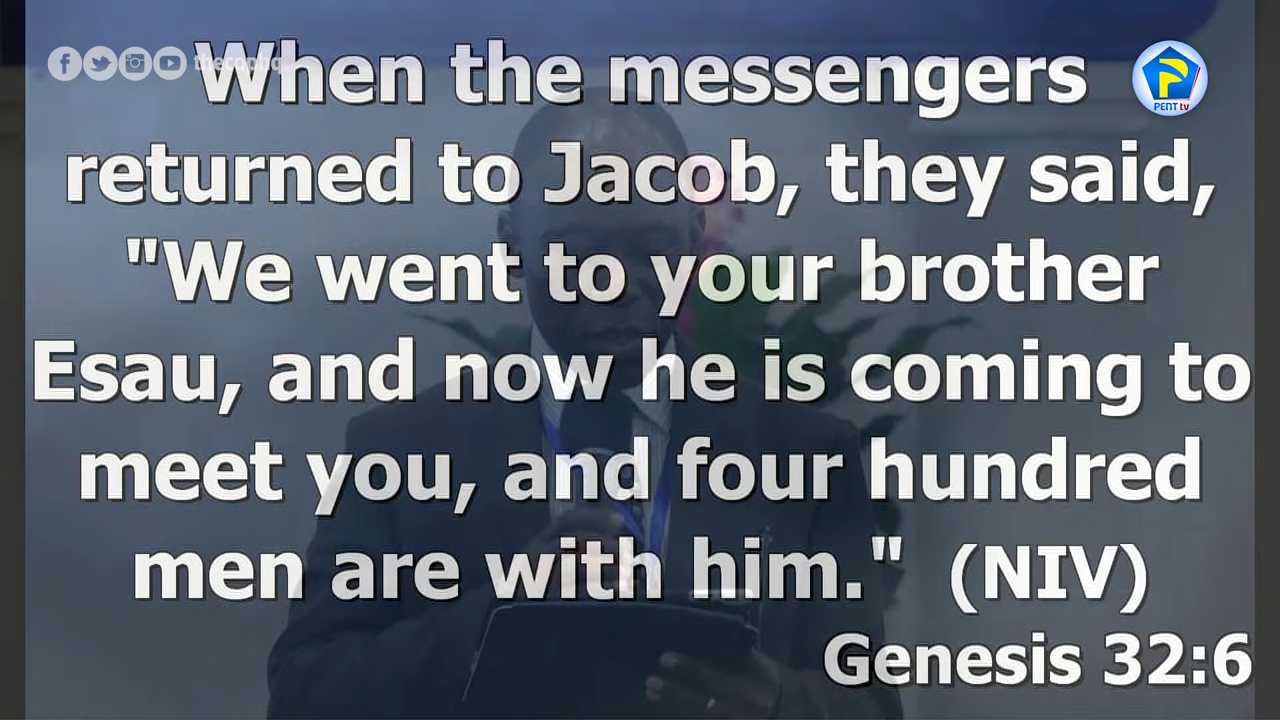 When the messengers
returned to Jacob, they said,
"We went to your brother
Esau, and now he is coming to
meet you, and four hundred
men are with him." (NIV)
Genesis 32:6
PENT tv